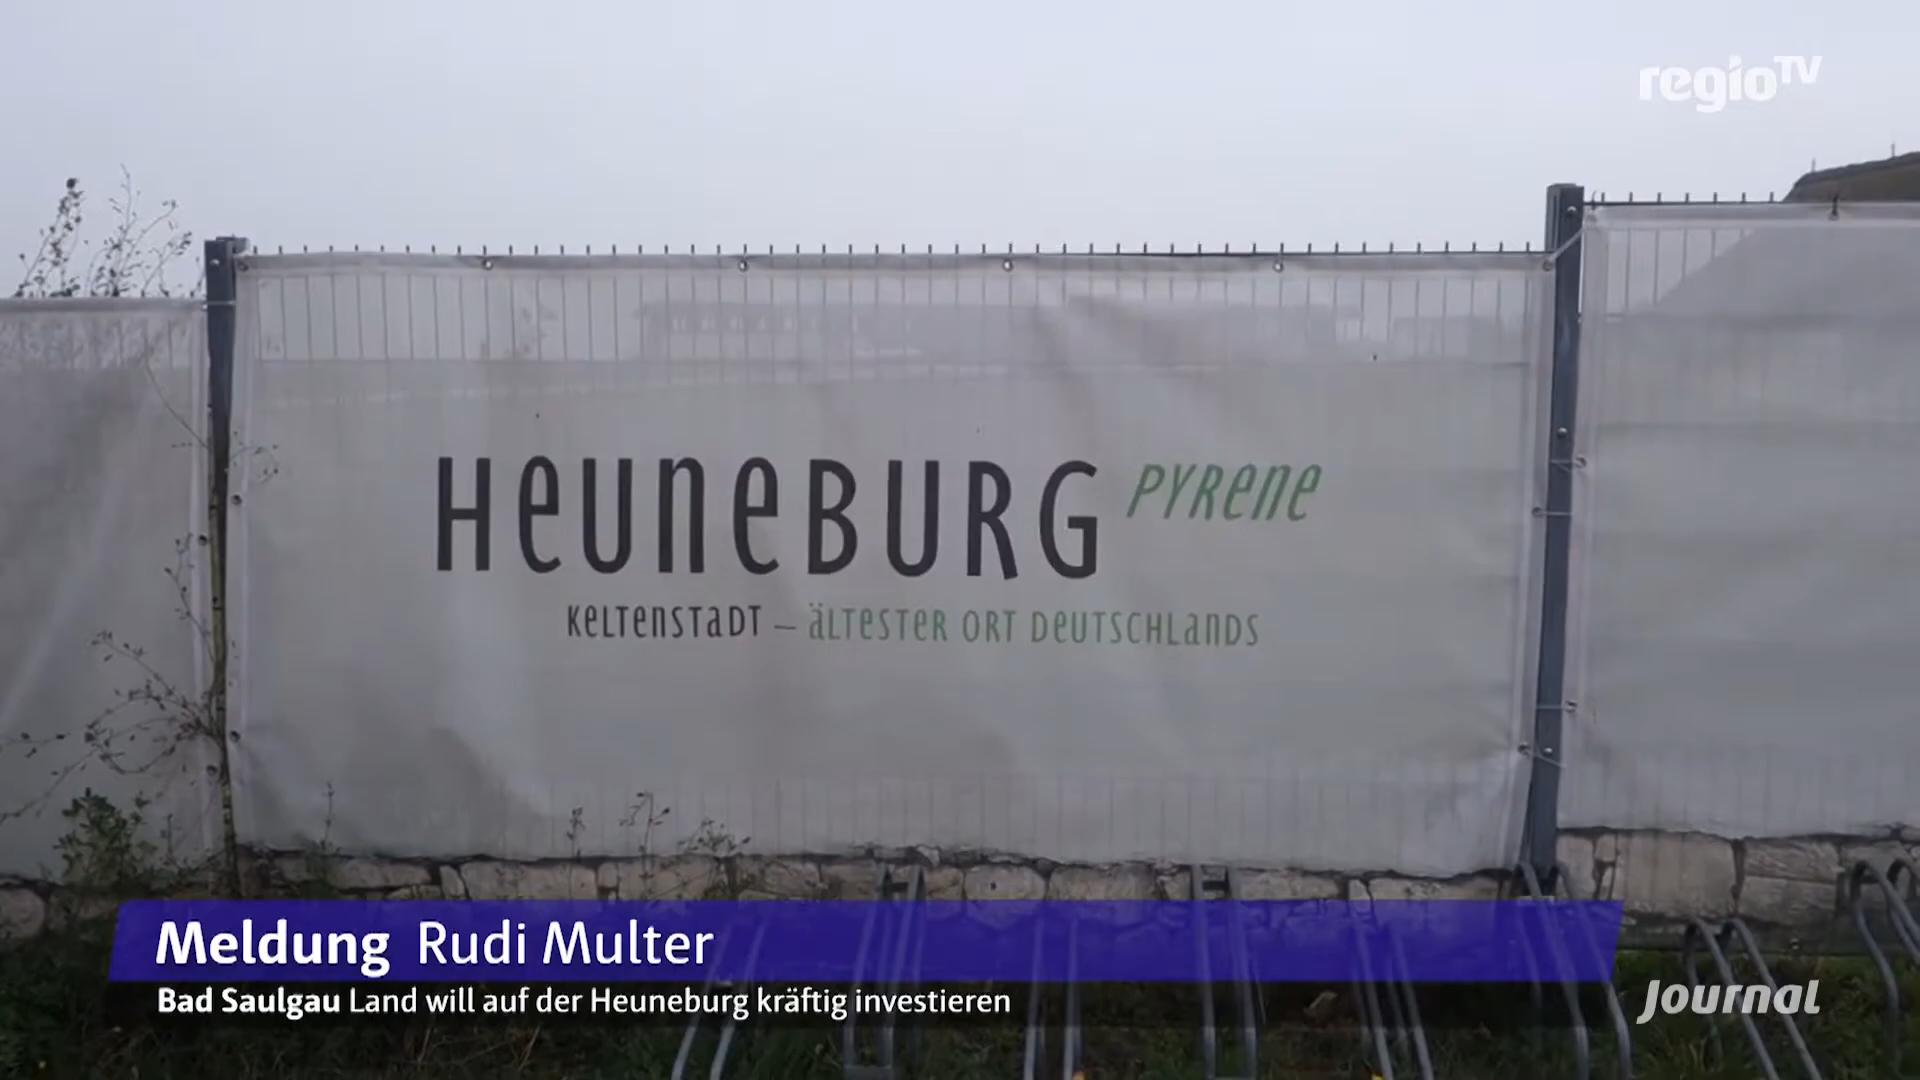 regioTV
HEUNEBURG PYRENE
KELTENSTADT – ÄLTESTER ORT DEUTSCHLANDS
Meldung Rudi Multer
Bad Saulgau Land will auf der Heuneburg kräftig investieren
Journal